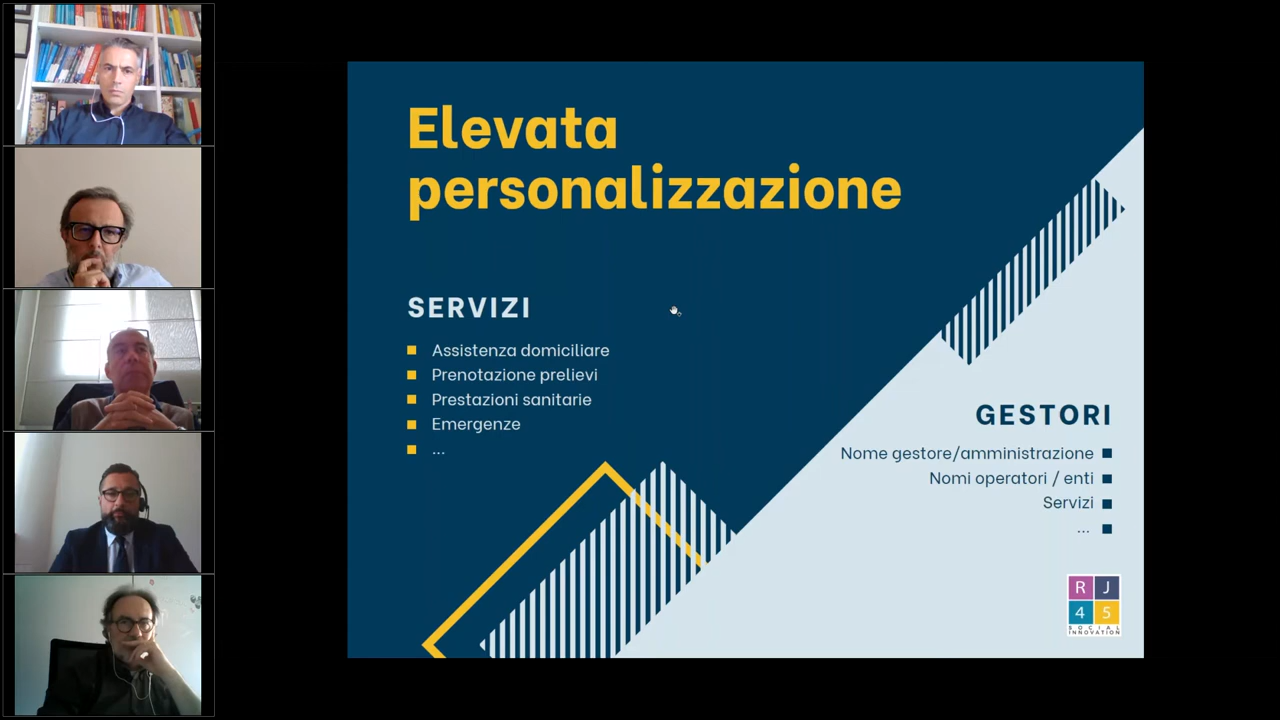 Elevata
personalizzazione
SERVIZI
Assistenza domiciliare
Prenotazione prelievi
Prestazioni sanitarie
Emergenze
...
GESTORI
Nome gestore/amministrazione
Nomi operatori / enti
Servizi
...
R J
4 5
SOCIAL
INNOVATION